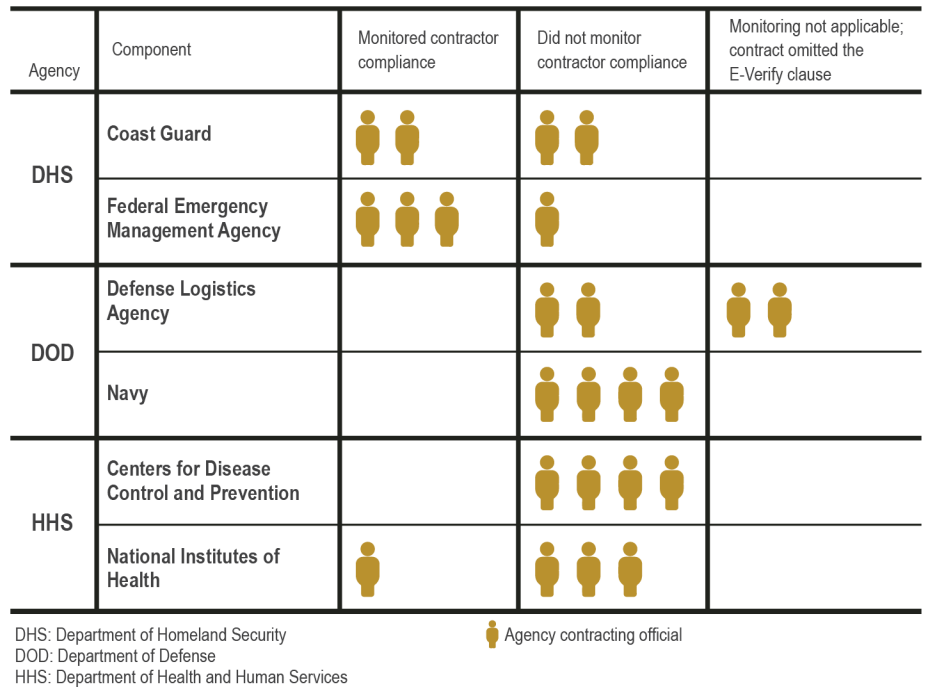 Agency
Component
Monitored contractor
compliance
Did not monitor
contractor compliance
Monitoring not applicable;
contract omitted the
E-Verify clause
DHS
Coast Guard
Federal Emergency
Management Agency
DOD
Defense Logistics
Agency
Navy
HHS
Centers for Disease
Control and Prevention
National Institutes of
Health
DHS: Department of Homeland Security
DOD: Department of Defense
HHS: Department of Health and Human Services
Agency contracting official